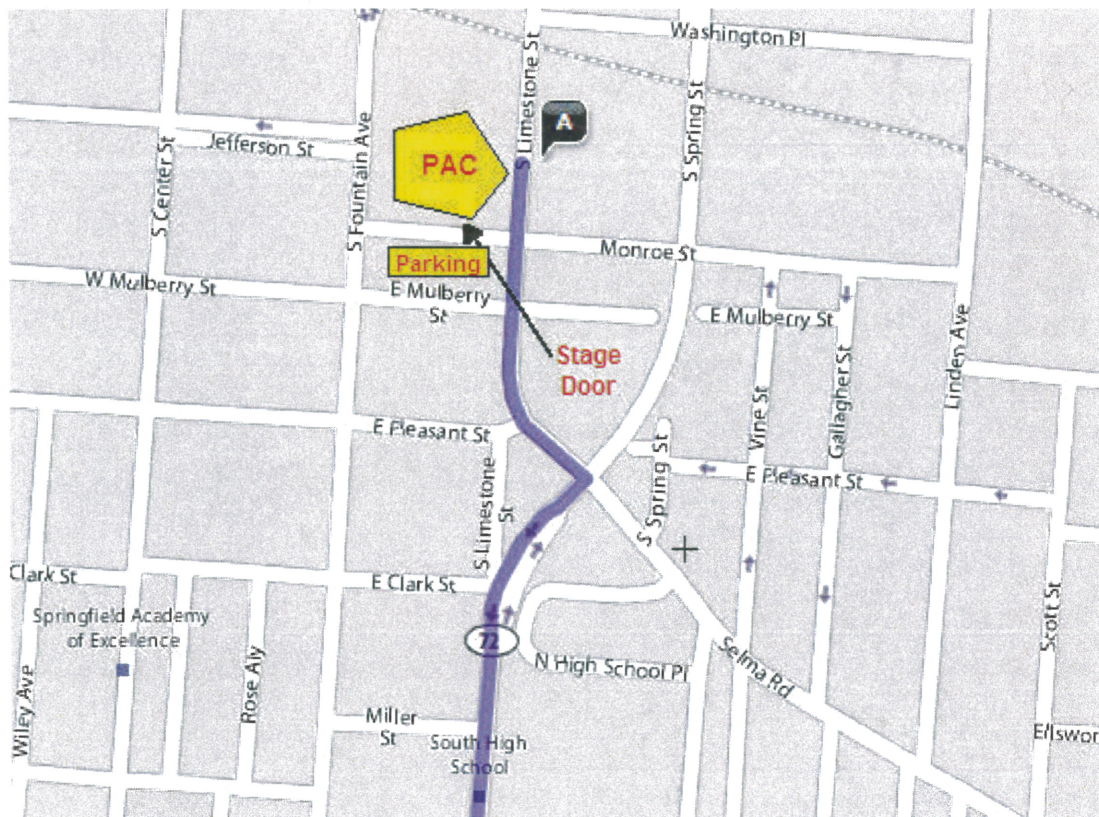 Washington Pl
S Limestone St
A
S Spring St
S Fountain Ave
S Center St
Jefferson St
PAC
Monroe St
Parking
W Mulberry St
E Mulberry
St
E Mulberry St
Stage
Door
Linden Ave
Vine St
Gallagher St
E Pleasant St
S Limestone
St
S Spring St
E Pleasant St
Clark St
E Clark St
Springfield Academy
of Excellence
72
N High School Pl
Selma Rd
Scott St
Wiley Ave
Rose Aly
Miller
St
South High
School
Ellswor